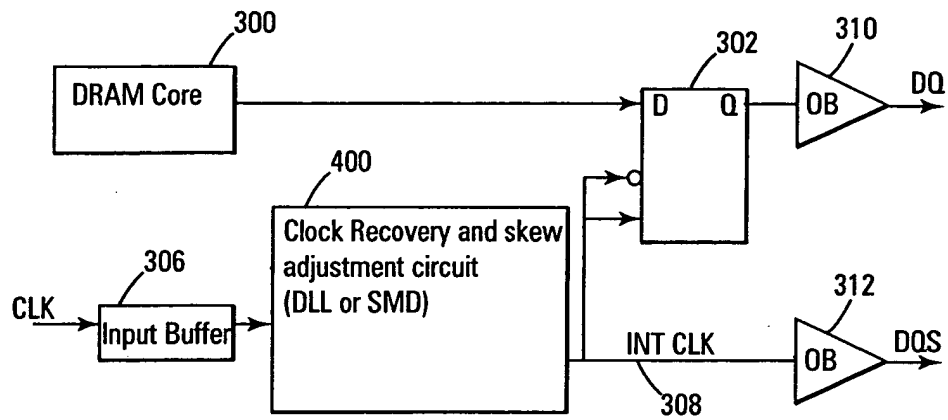 300
DRAM Core
302
D Q
310
OB
DQ
400
Clock Recovery and skew
adjustment circuit
(DLL or SMD)
306
CLK
Input Buffer
INT CLK
308
312
OB
DQS